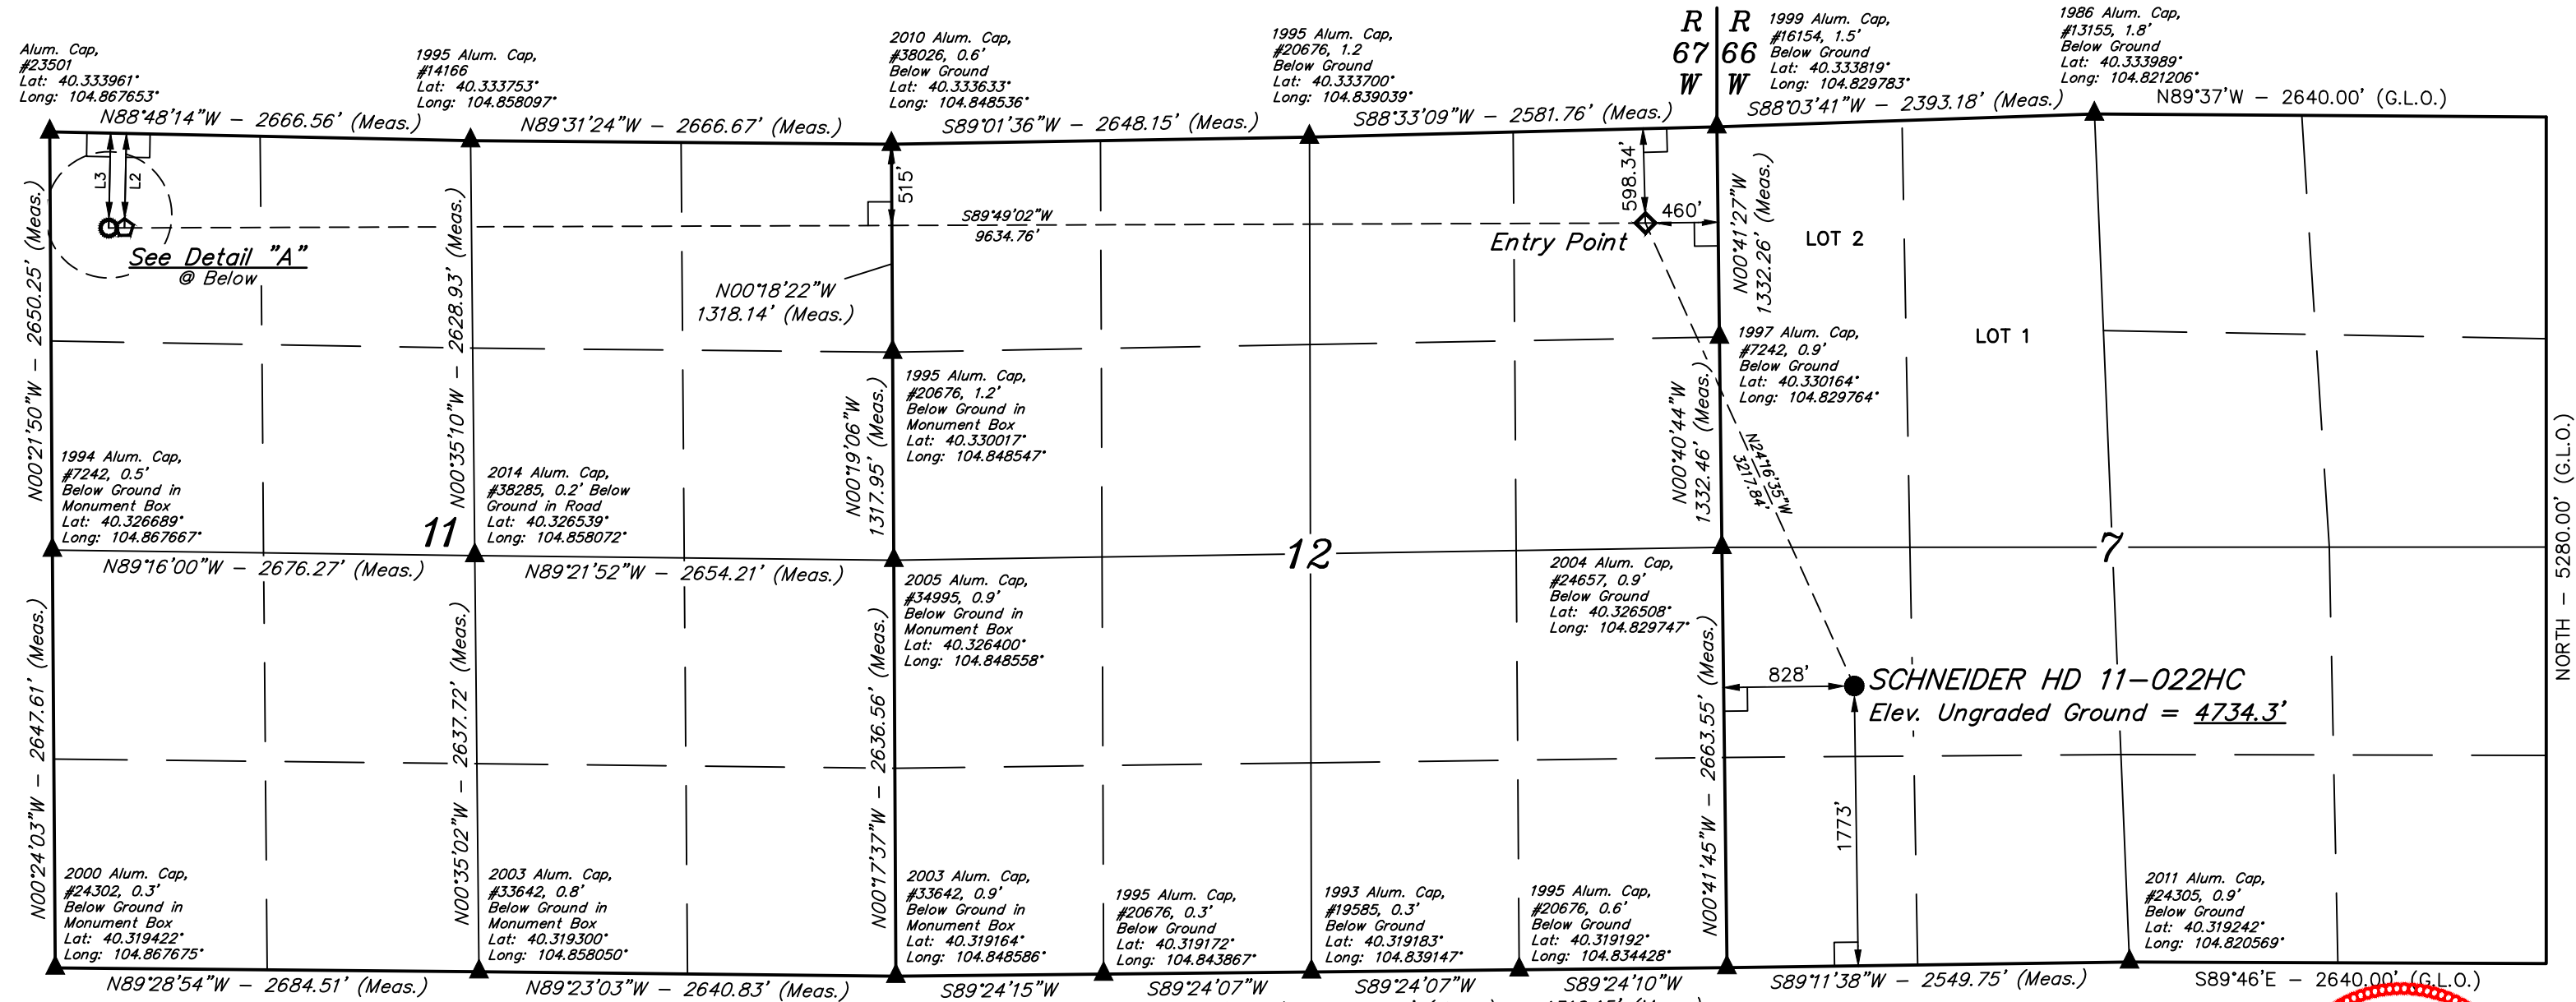 Alum. Cap,
#23501
Lat: 40.333961°
Long: 104.867653°
1995 Alum. Cap,
#14166
Lat: 40.333753°
Long: 104.858097°
2010 Alum. Cap,
#38026, 0.6'
Below Ground
Lat: 40.333633°
Long: 104.848536°
1995 Alum. Cap,
#20676, 1.2
Below Ground
Lat: 40.333700°
Long: 104.839039°
R R
67 66
W W
1999 Alum. Cap,
#16154, 1.5'
Below Ground
Lat: 40.333819°
Long: 104.829783°
1986 Alum. Cap,
#13155, 1.8'
Below Ground
Lat: 40.333989°
Long: 104.821206°
N88°48'14"W - 2666.56' (Meas.)
N89°31'24"W - 2666.67' (Meas.)
S89°01'36"W - 2648.15' (Meas.)
S88°33'09"W - 2581.76' (Meas.)
S88°03'41"W - 2393.18' (Meas.)
N89°37'W - 2640.00' (G.L.O.)
L3
L2
515'
598.34'
460'
S89°49'02"W
9634.76'
Entry Point
See Detail "A"
@ Below
N00°18'22"W
1318.14' (Meas.)
N00°21'50"W - 2650.25' (Meas.)
N00°35'10"W - 2628.93' (Meas.)
N00°41'27"W
1332.26' (Meas.)
LOT 2
LOT 1
1997 Alum. Cap,
#7242, 0.9'
Below Ground
Lat: 40.330164°
Long: 104.829764°
1995 Alum. Cap,
#20676, 1.2'
Below Ground in
Monument Box
Lat: 40.330017°
Long: 104.848547°
N00°19'06"W
1317.95' (Meas.)
N00°40'44"W
1332.46' (Meas.)
N24°16'35"W
3217.84'
1994 Alum. Cap,
#7242, 0.5'
Below Ground in
Monument Box
Lat: 40.326689°
Long: 104.867667°
11
2014 Alum. Cap,
#38285, 0.2' Below
Ground in Road
Lat: 40.326539°
Long: 104.858072°
12
7
NORTH - 5280.00' (G.L.O.)
N89°16'00"W - 2676.27' (Meas.)
N89°21'52"W - 2654.21' (Meas.)
2005 Alum. Cap,
#34995, 0.9'
Below Ground in
Monument Box
Lat: 40.326400°
Long: 104.848558°
2004 Alum. Cap,
#24657, 0.9'
Below Ground
Lat: 40.326508°
Long: 104.829747°
828'
SCHNEIDER HD 11-022HC
Elev. Ungraded Ground = 4734.3'
1773'
N00°24'03"W - 2647.61' (Meas.)
N00°35'02"W - 2637.72' (Meas.)
N00°17'37"W - 2636.56' (Meas.)
N00°41'45"W - 2663.55' (Meas.)
2000 Alum. Cap,
#24302, 0.3'
Below Ground in
Monument Box
Lat: 40.319422°
Long: 104.867675°
2003 Alum. Cap,
#33642, 0.8'
Below Ground in
Monument Box
Lat: 40.319300°
Long: 104.858050°
2003 Alum. Cap,
#33642, 0.9'
Below Ground in
Monument Box
Lat: 40.319164°
Long: 104.848586°
1995 Alum. Cap,
#20676, 0.3'
Below Ground
Lat: 40.319172°
Long: 104.843867°
1993 Alum. Cap,
#19585, 0.3'
Below Ground
Lat: 40.319183°
Long: 104.839147°
1995 Alum. Cap,
#20676, 0.6'
Below Ground
Lat: 40.319192°
Long: 104.834428°
2011 Alum. Cap,
#24305, 0.9'
Below Ground
Lat: 40.319242°
Long: 104.820569°
N89°28'54"W - 2684.51' (Meas.)
N89°23'03"W - 2640.83' (Meas.)
S89°24'15"W
S89°24'07"W
S89°24'07"W
S89°24'10"W
S89°11'38"W - 2549.75' (Meas.)
S89°46'E - 2640.00' (G.L.O.)